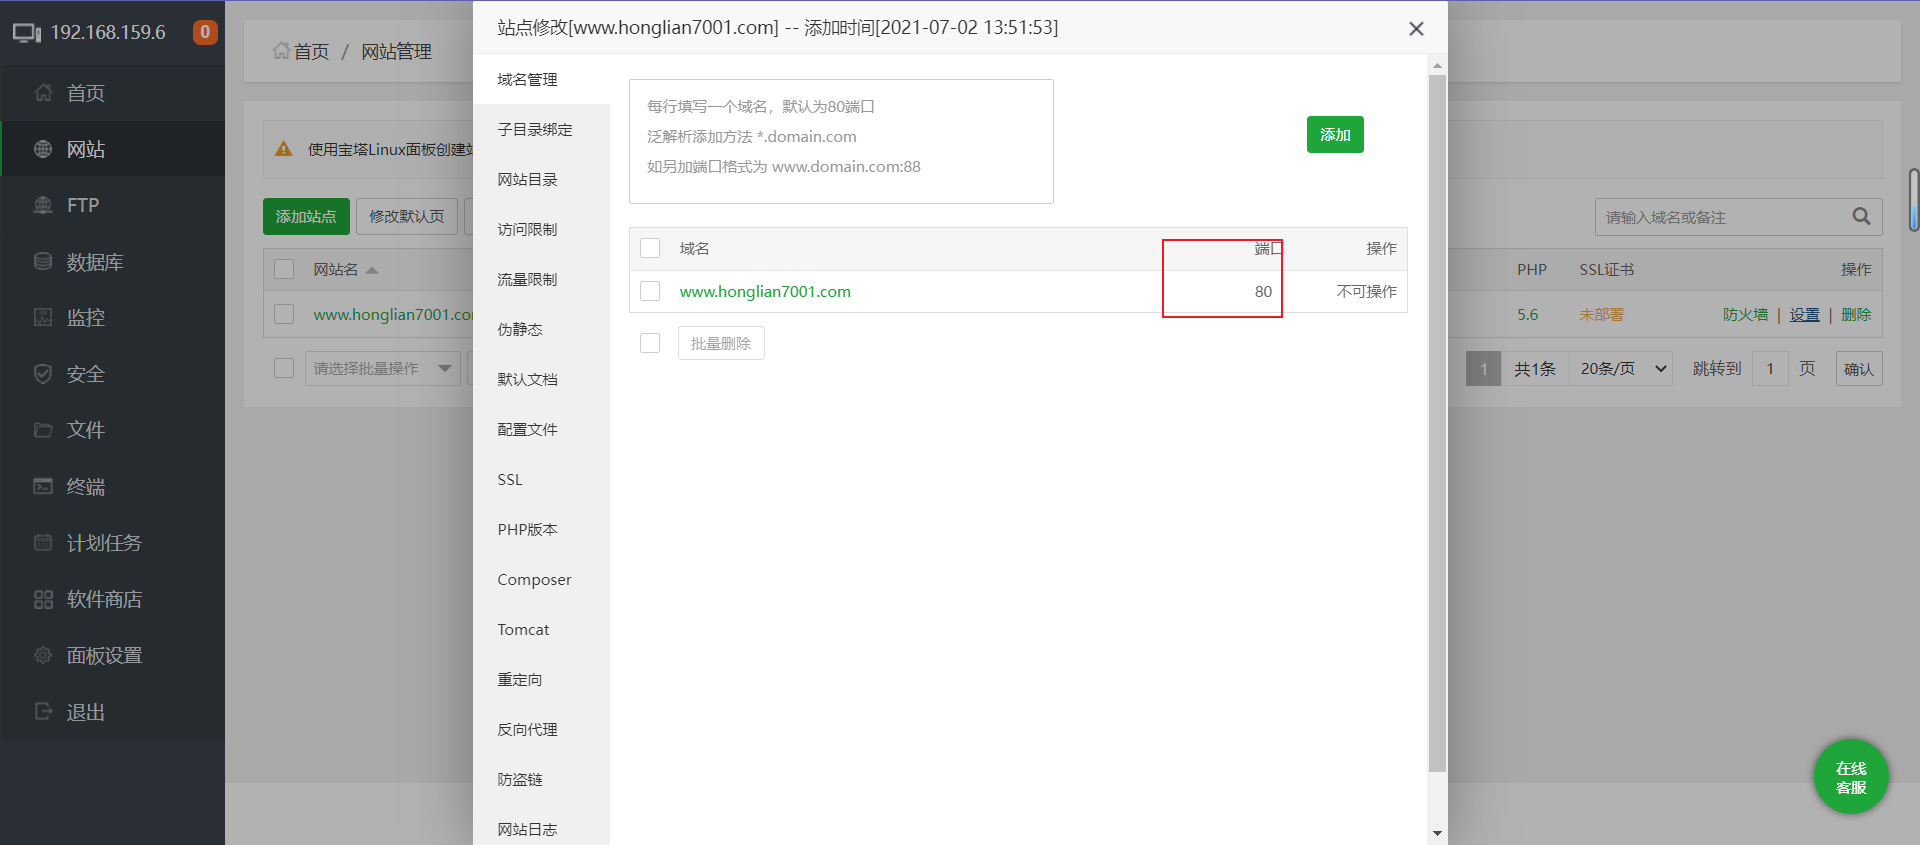 192.168.159.6
0
首页
网站
FTP
数据库
监控
安全
文件
终端
计划任务
软件商店
面板设置
退出
首页 / 网站管理
使用宝塔Linux面板创建站
添加站点
修改默认页
网站名
www.honglian7001.co
请选择批量操作
站点修改[www.honglian7001.com] -- 添加时间[2021-07-02 13:51:53]
域名管理
子目录绑定
网站目录
访问限制
流量限制
伪静态
默认文档
配置文件
SSL
PHP版本
Composer
Tomcat
重定向
反向代理
防盗链
网站日志
每行填写一个域名，默认为80端口
泛解析添加方法 *.domain.com
如另加端口格式为 www.domain.com:88
添加
域名 端口 操作
www.honglian7001.com 80 不可操作
批量删除
请输入域名或备注
PHP SSL证书 操作
5.6 未部署 防火墙 | 设置 | 删除
1 共1条 20条/页 跳转到 1 页 确认
在线
客服